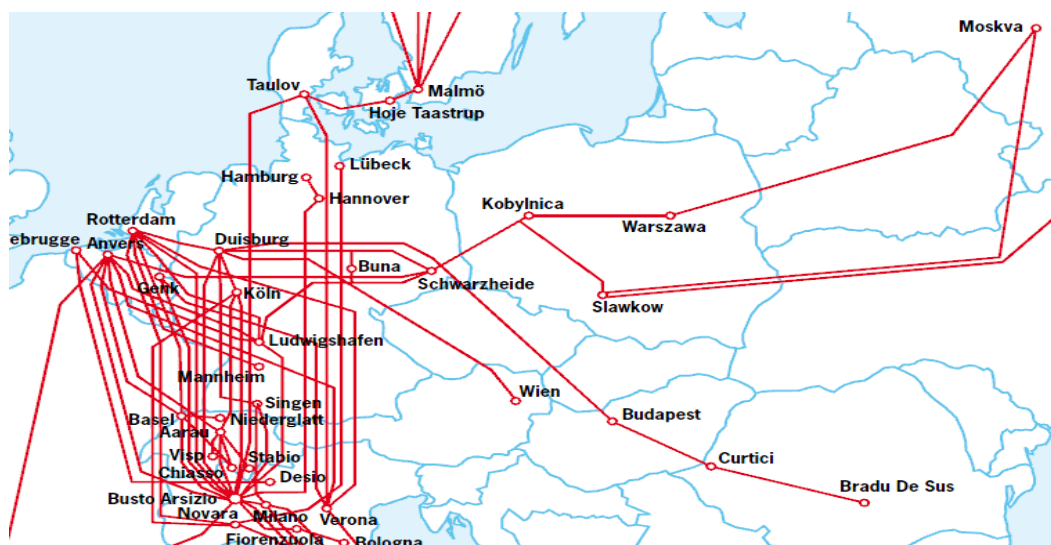 Moskva
Taulov
Malmö
Hoje Taastrup
Lübeck
Hamburg
Hannover
Kobylnica
Rotterdam
Warszawa
ebrugge
Anvers
Duisburg
Buna
Genk
Köln
Schwarzheide
Slawkow
Ludwigshafen
Mannheim
Wien
Singen
Budapest
Basel
Niederglatt
Aarau
Visp
Stabio
Curtici
Chiasso
Desio
Bradu De Sus
Busto Arsizio
Novara
Milano
Verona
Fiorenzuola
Bologna